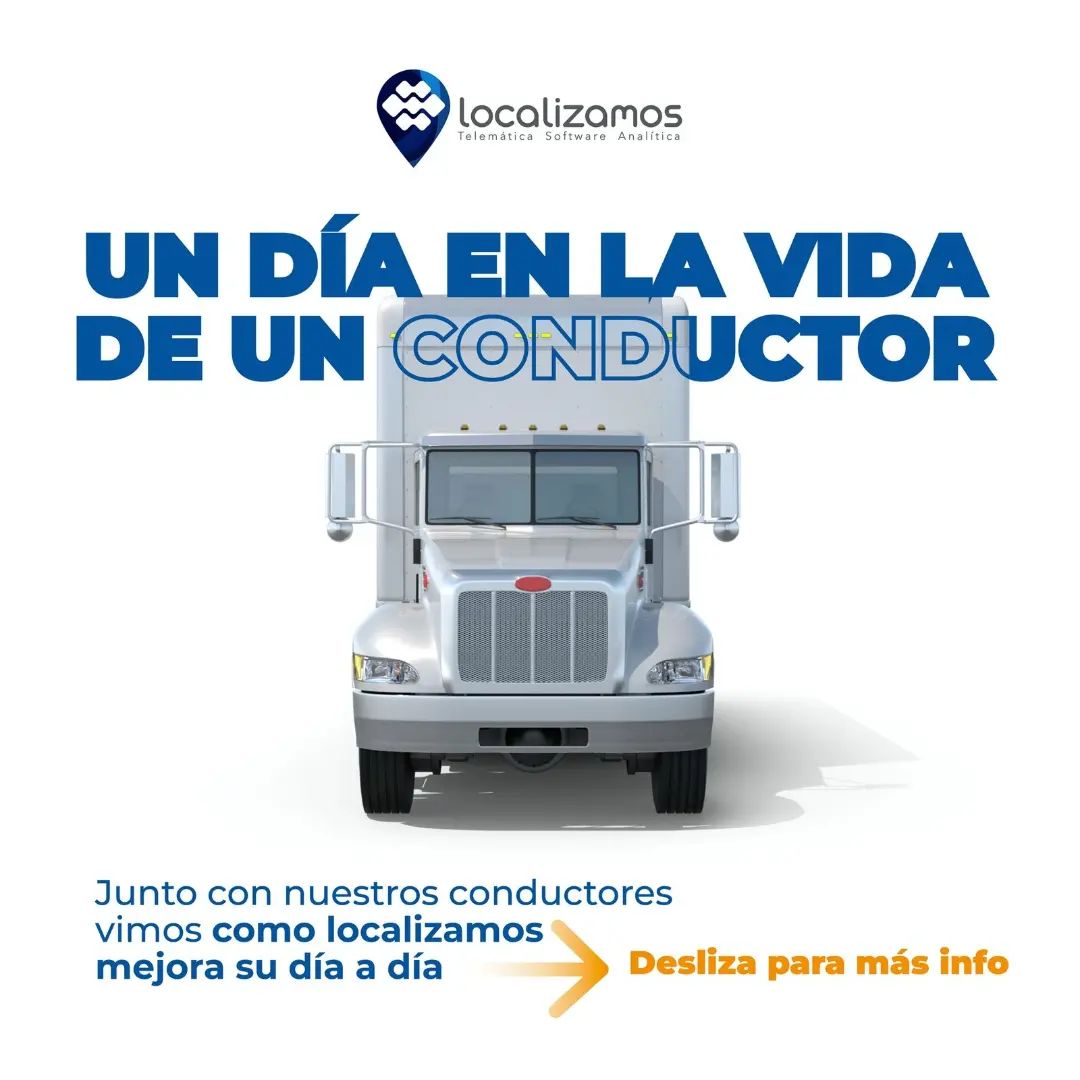 localizamos
Telemática Software Analítica
UN DÍA EN LA VIDA
DE UN CONDUCTOR
Junto con nuestros conductores
vimos como localizamos
mejora su día a día
Desliza para más info